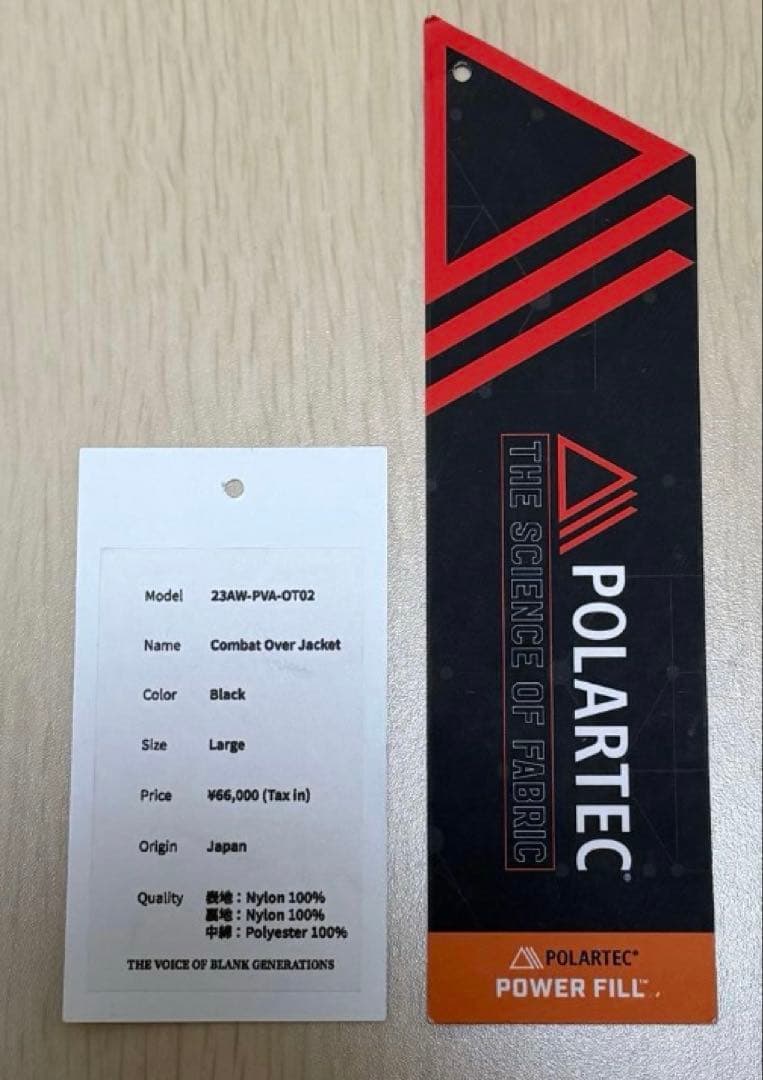 Model 23AW-PVA-OT02
Name Combat Over Jacket
Color Black
Size Large
Price ¥66,000 (Tax in)
Origin Japan
Quality 表地：Nylon 100%
裏地：Nylon 100%
中綿：Polyester 100%
THE VOICE OF BLANK GENERATIONS
POLARTEC®
THE SCIENCE OF FABRIC
POLARTEC®
POWER FILL™